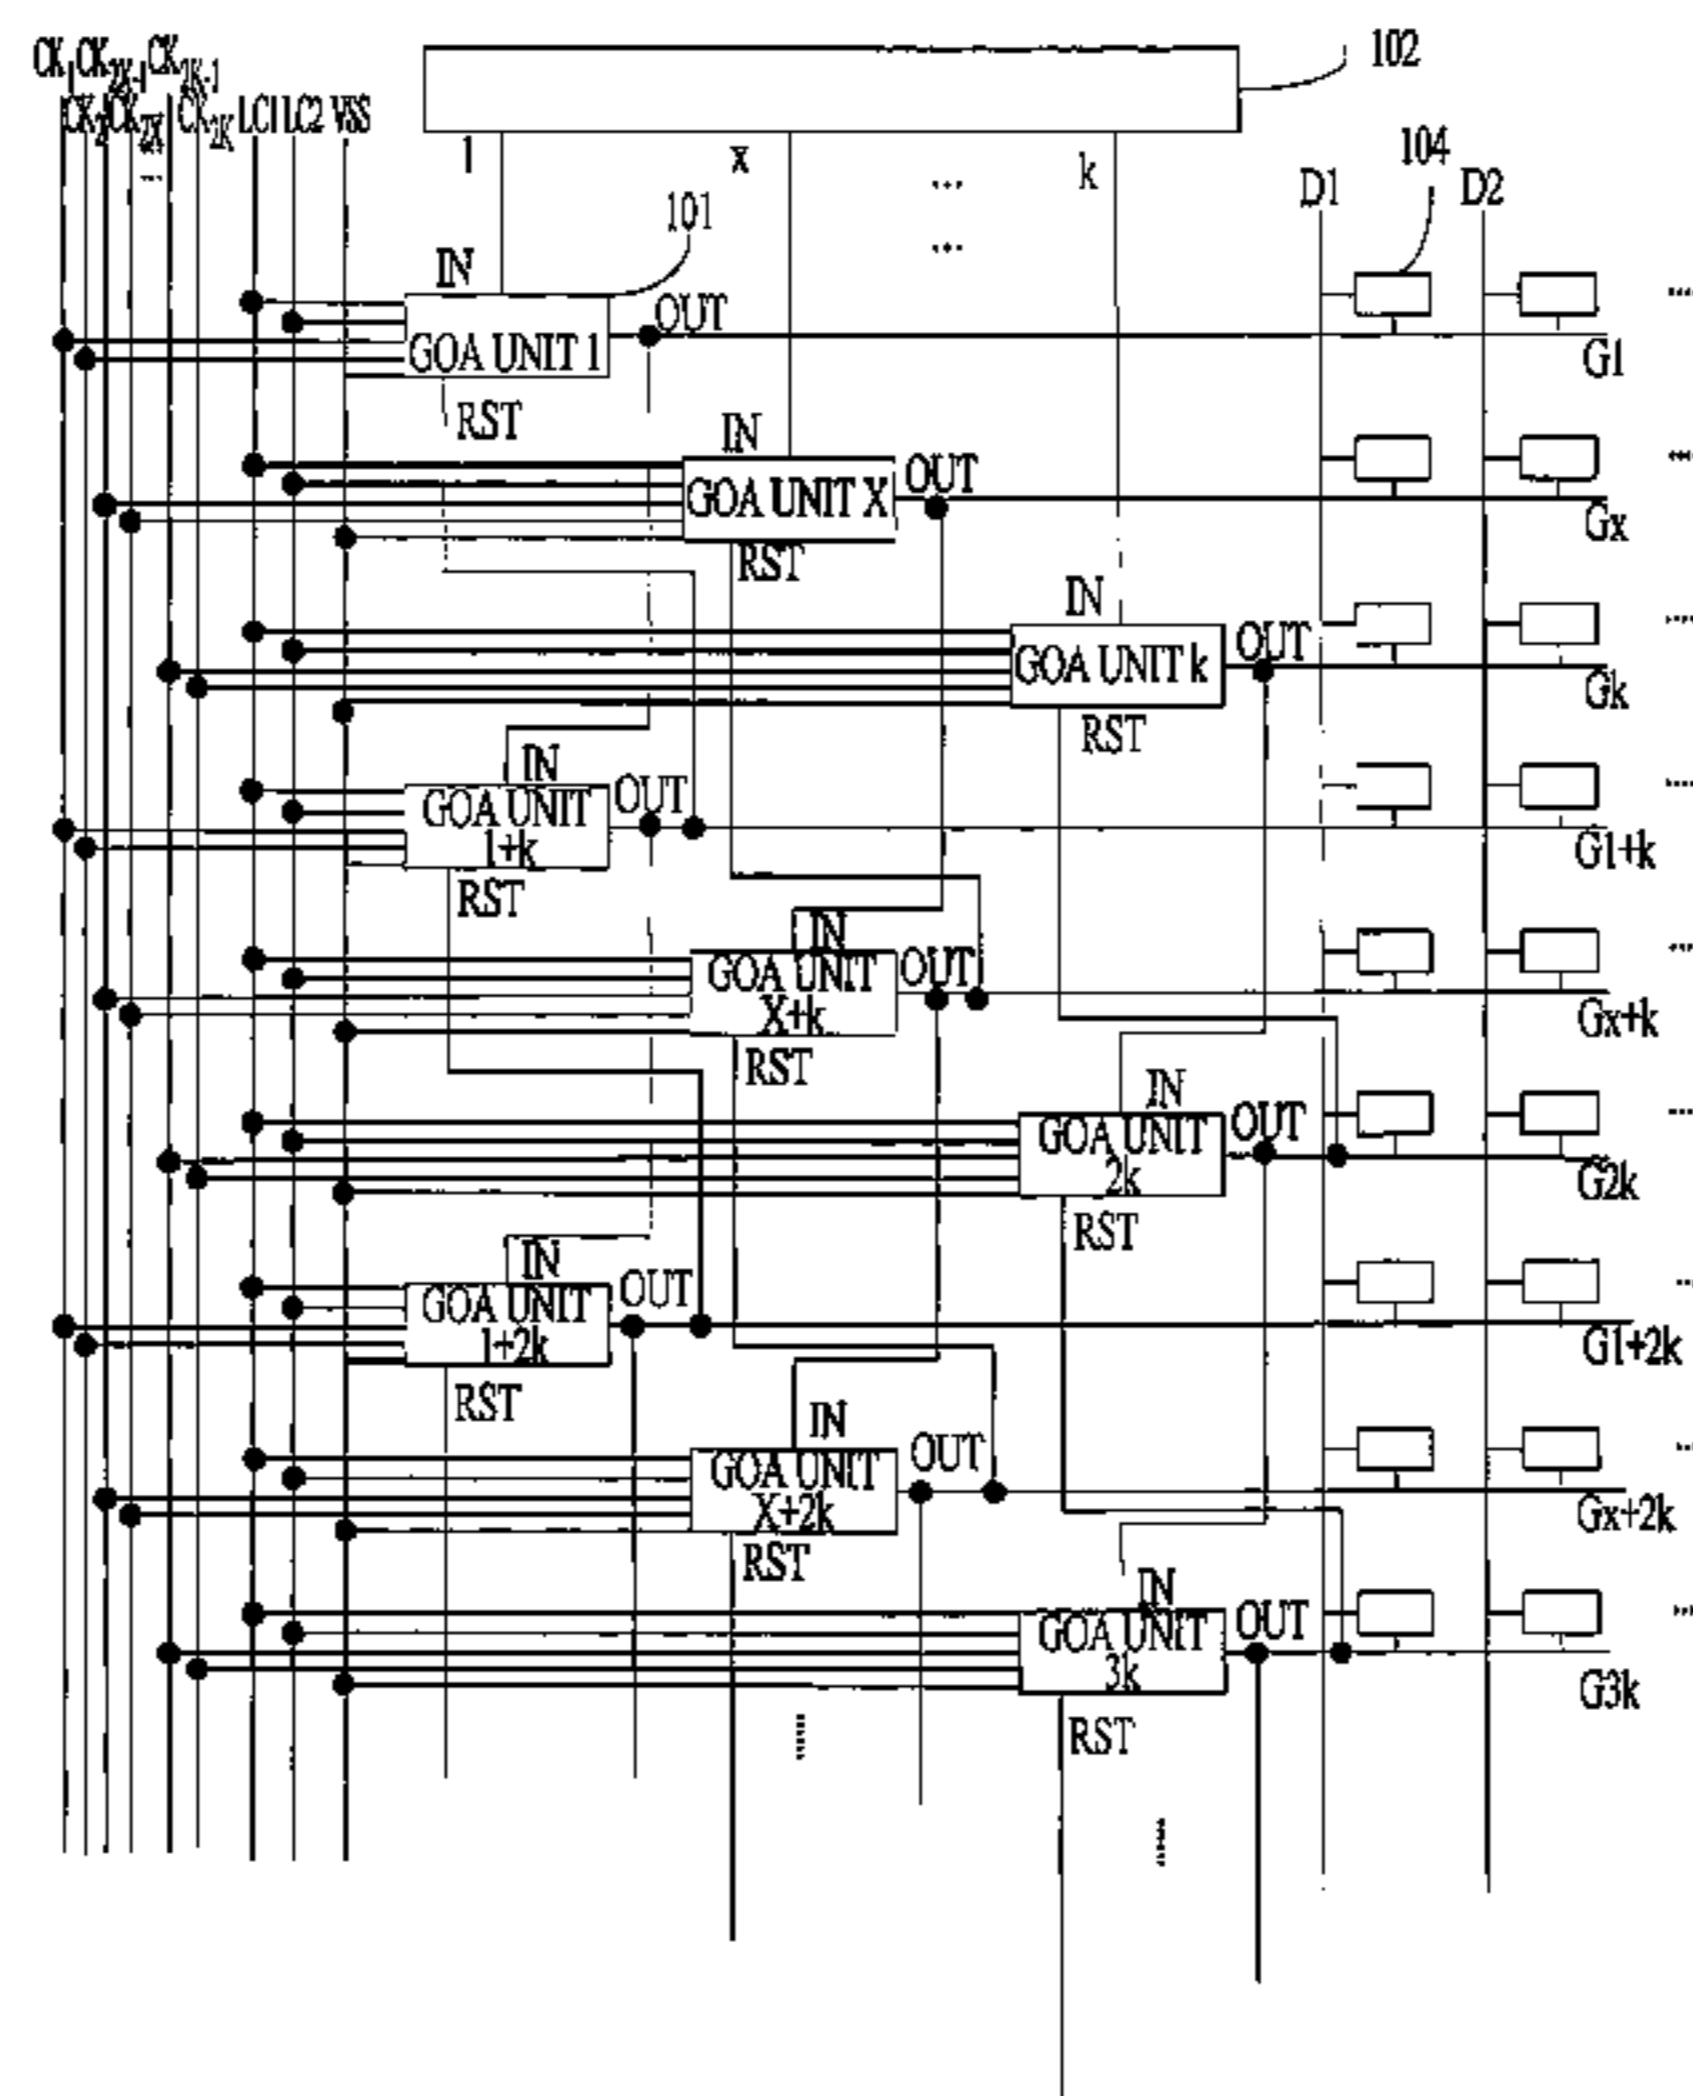 CK1 CK2X-1 CK2K-1
CK2 CK2X CK2K LC1 LC2 VSS
...
102
1 x k
...
...
104
D1 D2
101
IN
OUT
GOA UNIT 1
G1
...
RST
IN
OUT
GOA UNIT X
Gx
...
RST
IN
OUT
GOA UNIT k
Gk
...
RST
IN
OUT
GOA UNIT
1+k
G1+k
...
RST
IN
OUT
GOA UNIT
X+k
Gx+k
...
RST
IN
OUT
GOA UNIT
2k
G2k
...
RST
IN
OUT
GOA UNIT
1+2k
G1+2k
...
RST
IN
OUT
GOA UNIT
X+2k
Gx+2k
...
RST
IN
OUT
GOA UNIT
3k
G3k
...
RST